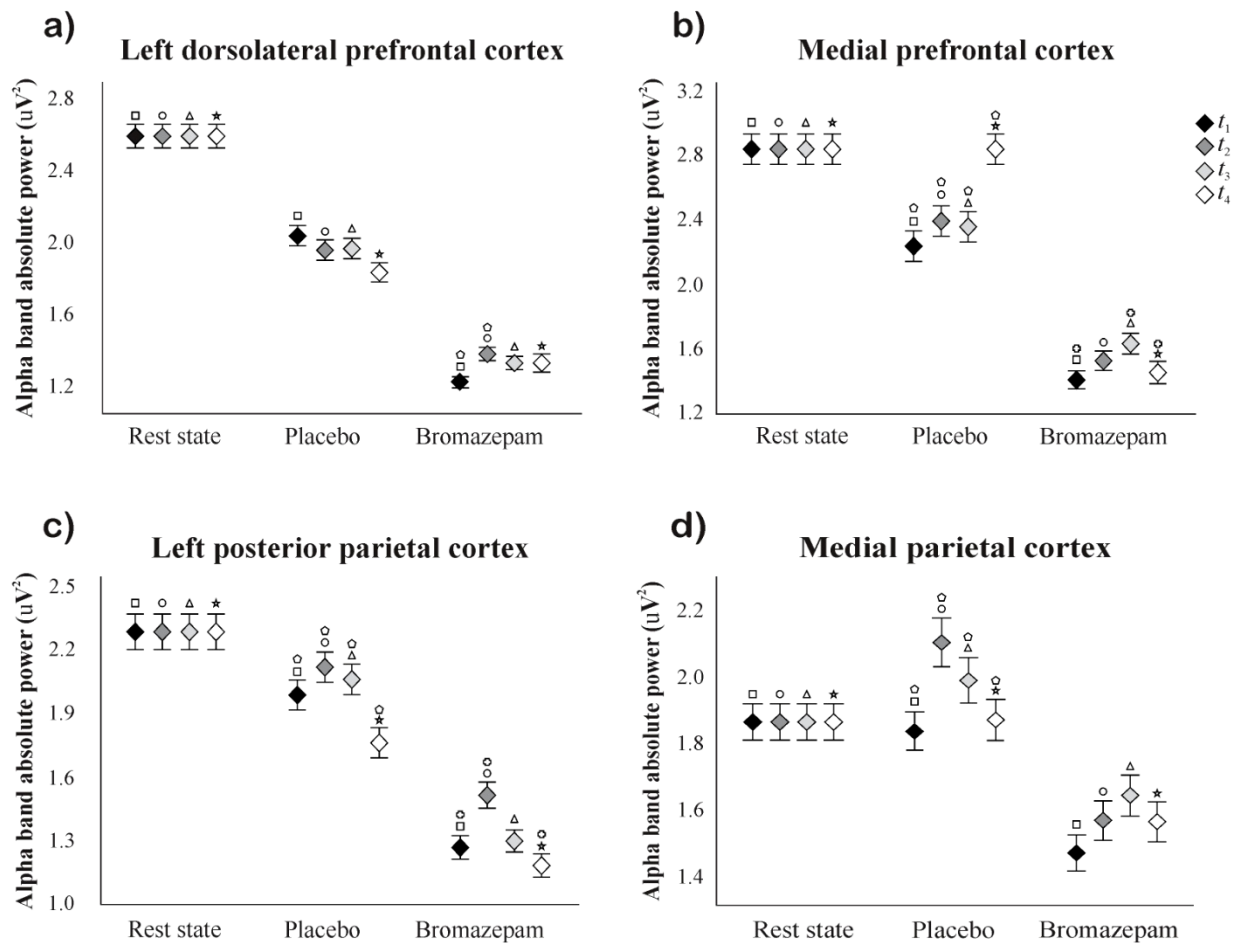 a)
Left dorsolateral prefrontal cortex
Alpha band absolute power (uV²)
2.8
2.4
2.0
1.6
1.2
Rest state Placebo Bromazepam
b)
Medial prefrontal cortex
Alpha band absolute power (uV²)
3.2
2.8
2.4
2.0
1.6
1.2
Rest state Placebo Bromazepam
t₁
t₂
t₃
t₄
c)
Left posterior parietal cortex
Alpha band absolute power (uV²)
2.5
2.2
1.9
1.6
1.3
1.0
Rest state Placebo Bromazepam
d)
Medial parietal cortex
Alpha band absolute power (uV²)
2.2
2.0
1.8
1.6
1.4
Rest state Placebo Bromazepam